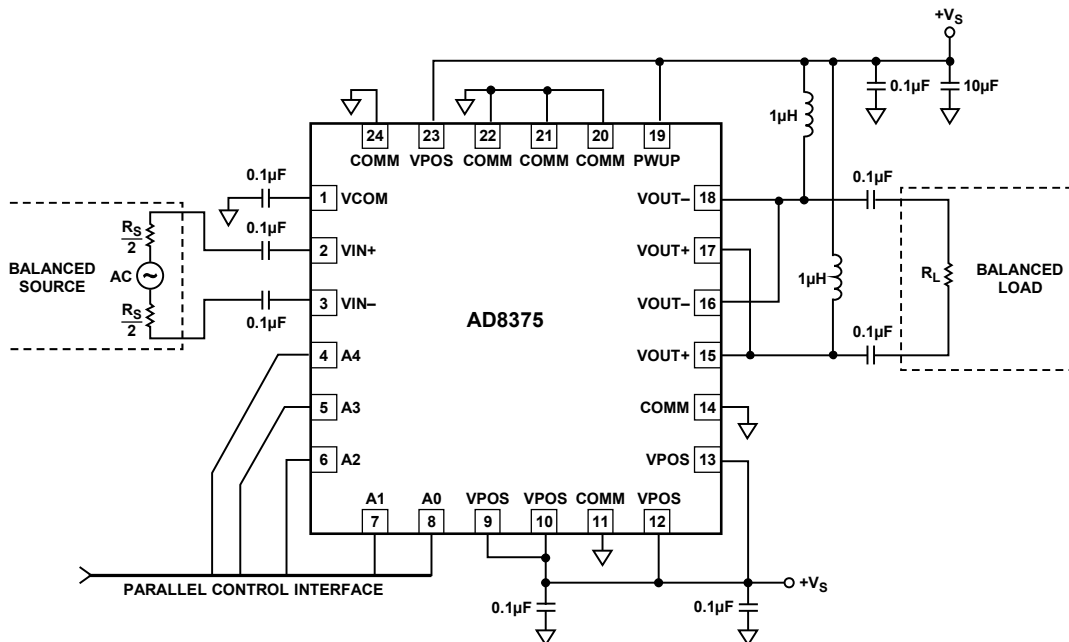 +VS
0.1µF
10µF
1µH
24
23
22
21
20
19
COMM
VPOS
COMM
COMM
COMM
PWUP
0.1µF
1
VCOM
VOUT–
18
0.1µF
RS
2
0.1µF
2
VIN+
VOUT+
17
BALANCED
SOURCE
AC
1µH
RL
BALANCED
LOAD
RS
2
3
VIN–
VOUT–
16
0.1µF
AD8375
0.1µF
4
A4
VOUT+
15
5
A3
COMM
14
6
A2
VPOS
13
A1
A0
VPOS
VPOS
COMM
VPOS
7
8
9
10
11
12
PARALLEL CONTROL INTERFACE
+VS
0.1µF
0.1µF